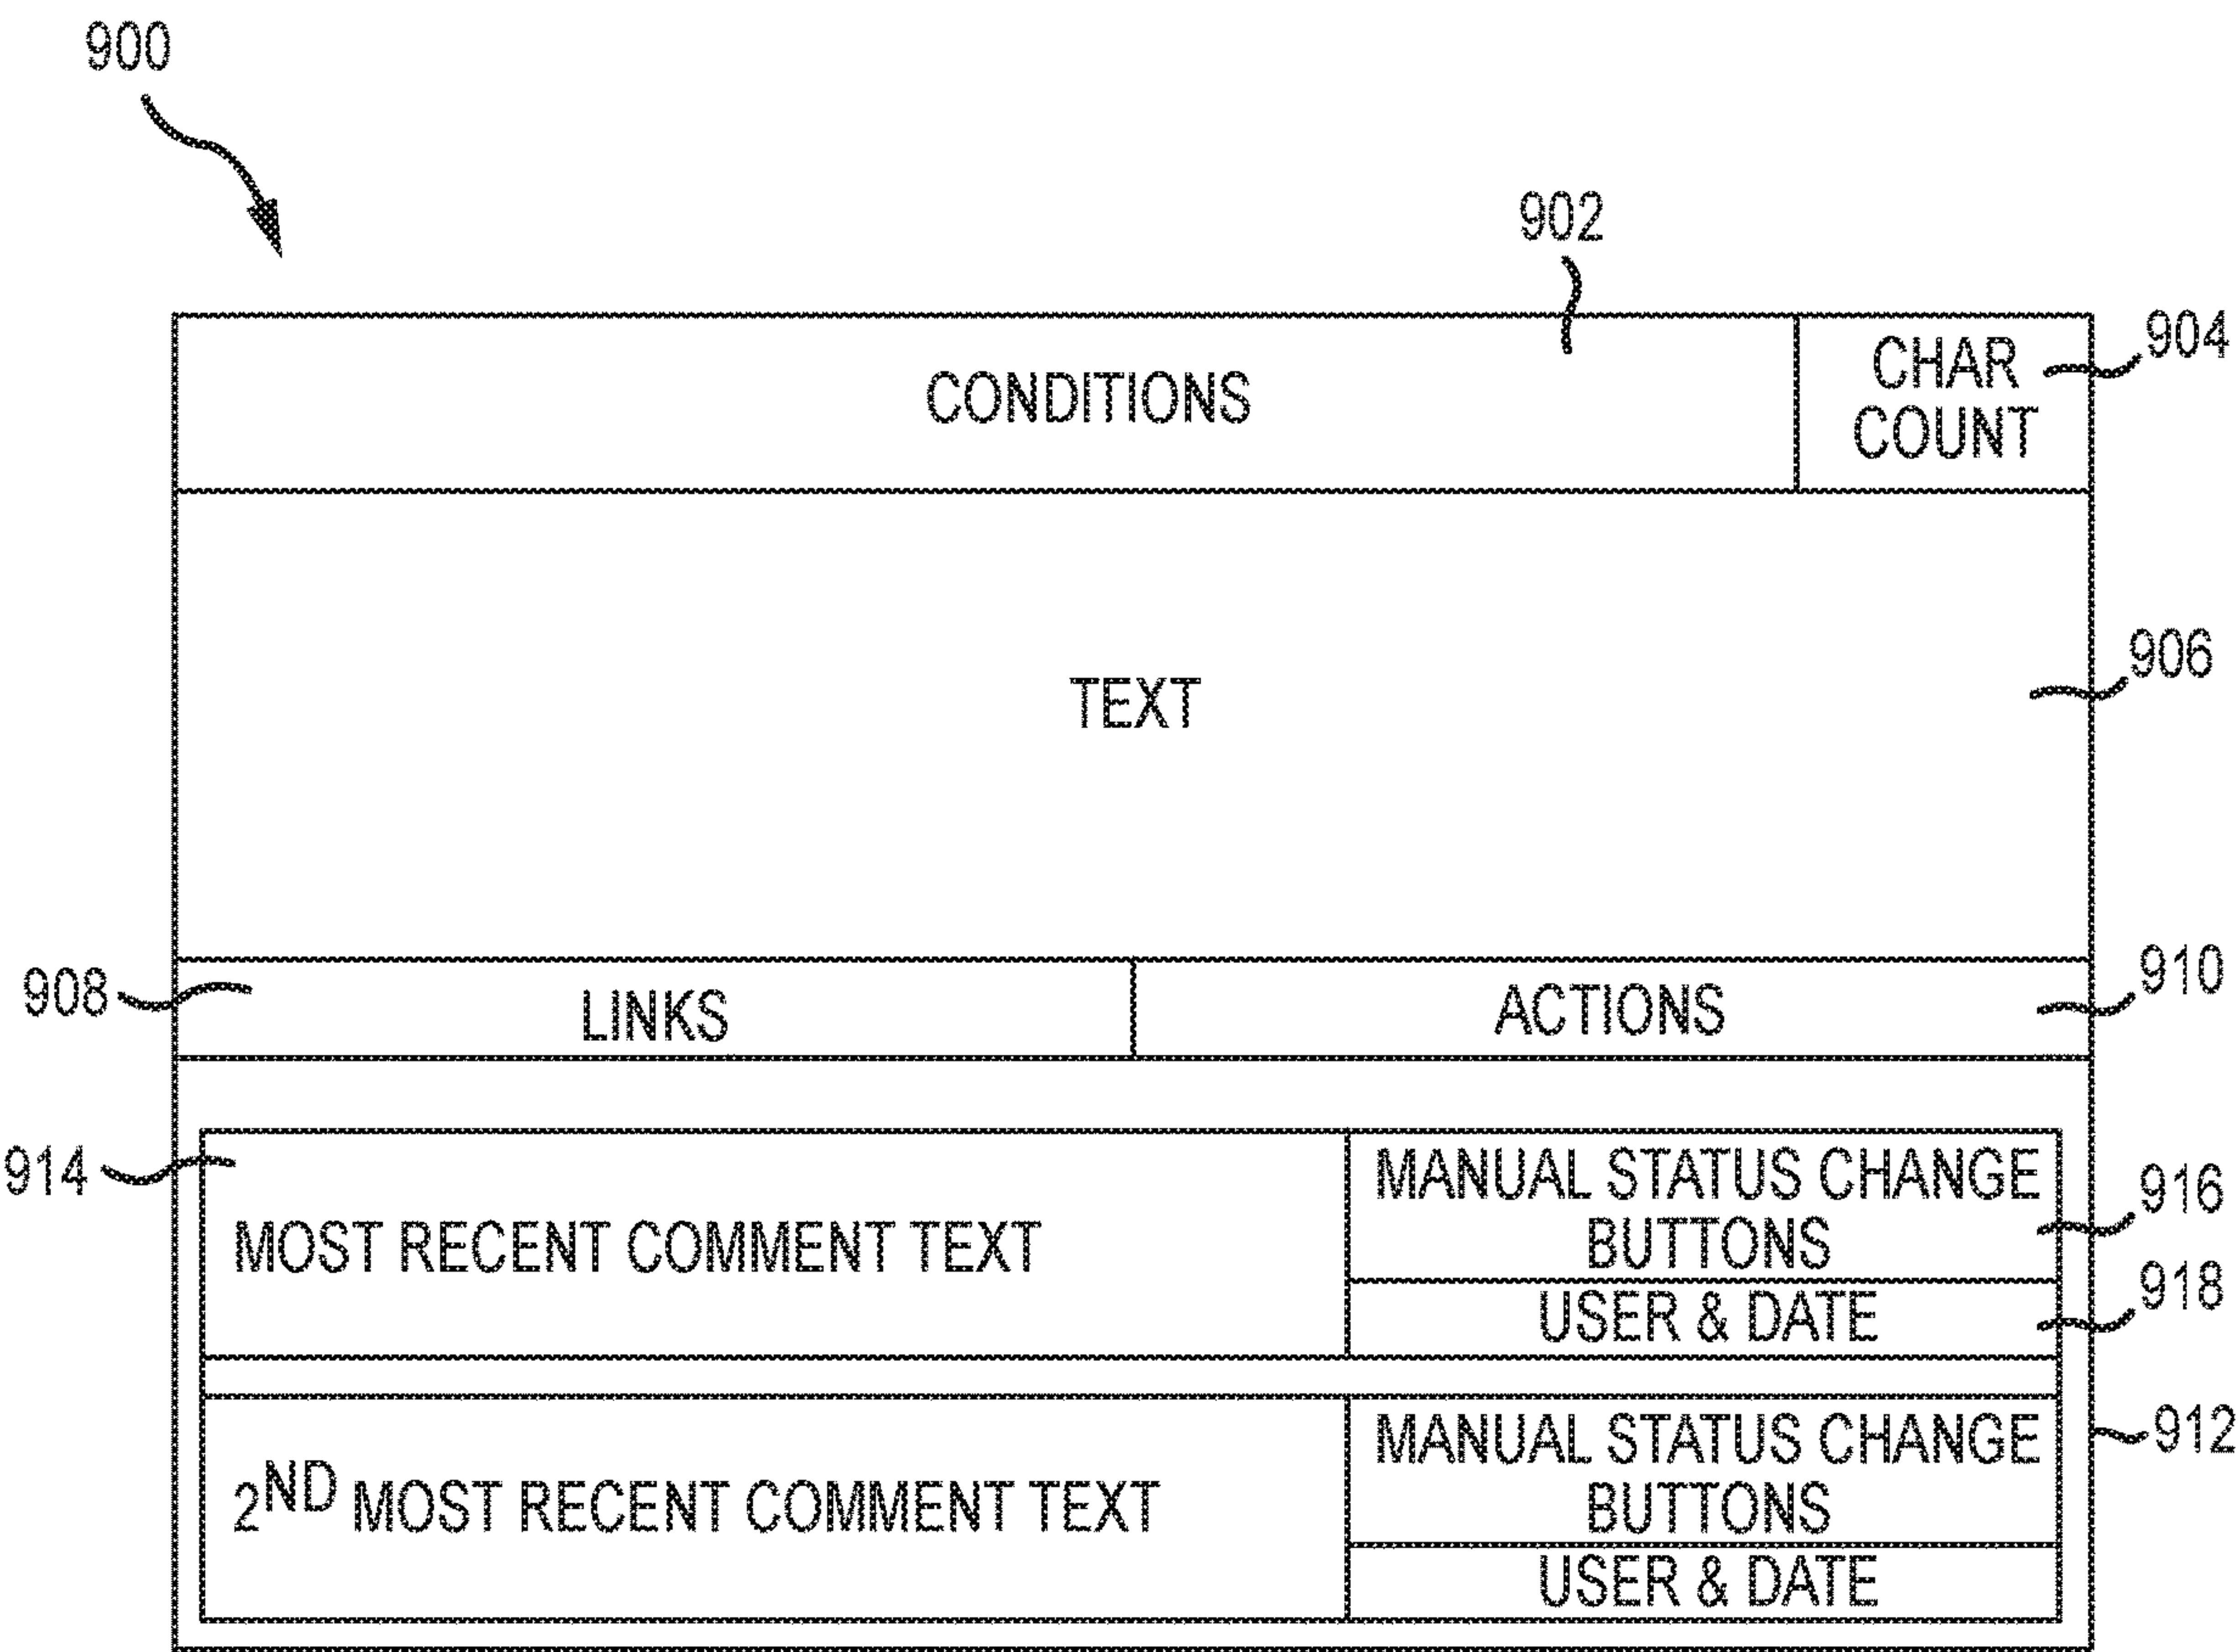 900
902
904
CONDITIONS
CHAR
COUNT
906
TEXT
908
LINKS
ACTIONS
910
914
MOST RECENT COMMENT TEXT
MANUAL STATUS CHANGE
BUTTONS
916
USER & DATE
918
2ND MOST RECENT COMMENT TEXT
MANUAL STATUS CHANGE
BUTTONS
912
USER & DATE